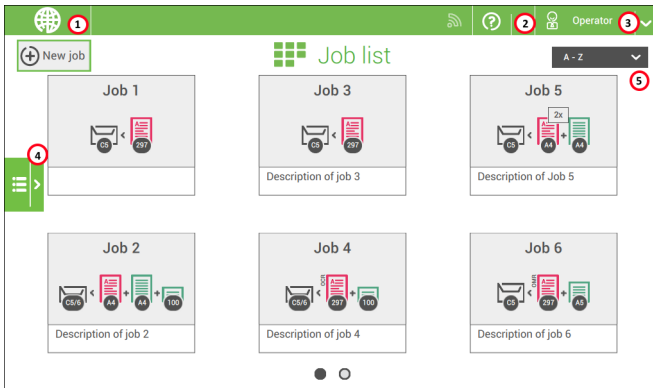 1
?
2
Operator
3
New job
Job list
A - Z
5
Job 1
C5
A
297
Job 3
C5
A
297
Description of job 3
Job 5
2x
C5
A
A4
+
A4
Description of Job 5
4
Job 2
C5/6
A
A4
+
A4
+
100
Description of job 2
Job 4
OCR
C5/6
A
297
+
100
Description of job 4
Job 6
OMR
C5
A
297
+
A5
Description of job 6